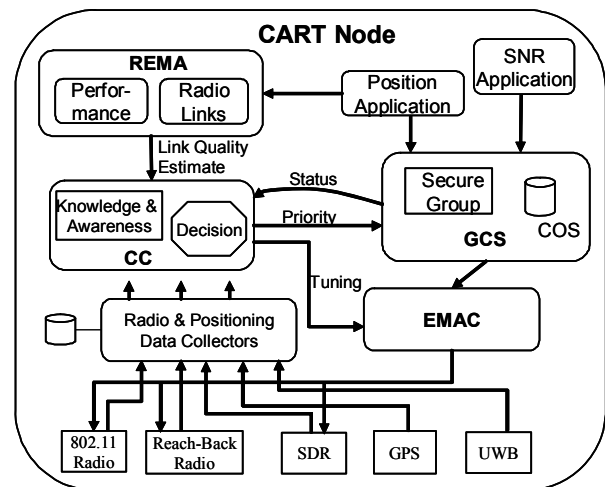 CART Node
REMA
Perfor-
mance
Radio
Links
Position
Application
SNR
Application
Link Quality
Estimate
Status
Knowledge &
Awareness
Decision
CC
Priority
Tuning
Secure
Group
COS
GCS
EMAC
Radio & Positioning
Data Collectors
802.11
Radio
Reach-Back
Radio
SDR
GPS
UWB